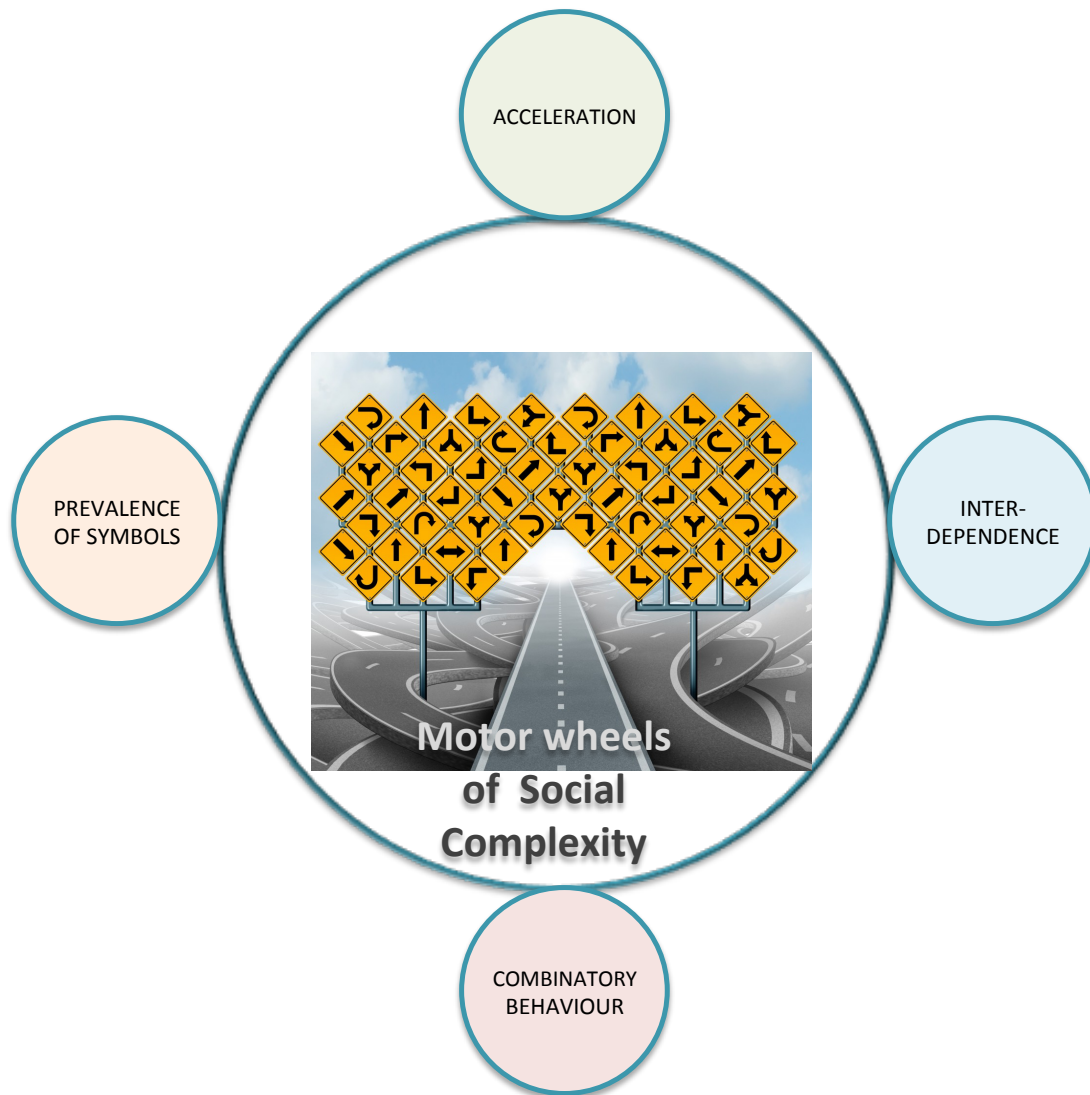 ACCELERATION
PREVALENCE
OF SYMBOLS
INTER-
DEPENDENCE
Motor wheels
of Social
Complexity
COMBINATORY
BEHAVIOUR